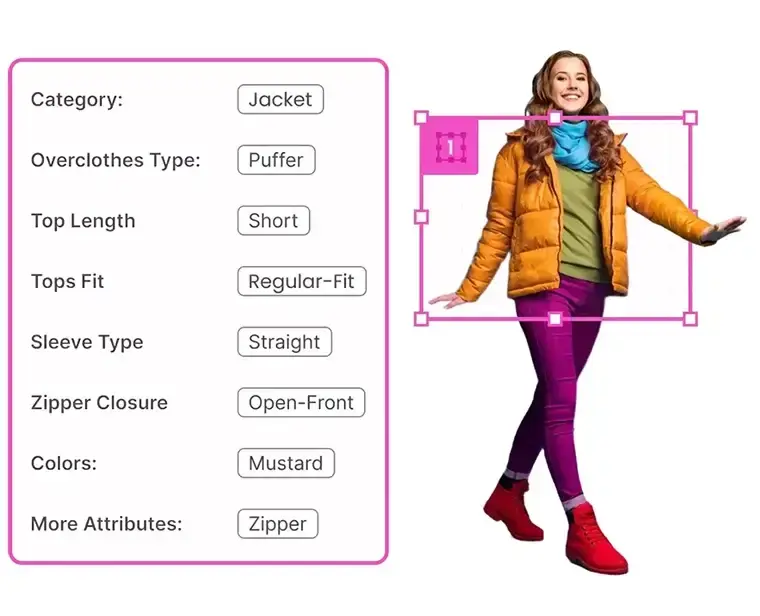 Category: Jacket
Overclothes Type: Puffer
Top Length Short
Tops Fit Regular-Fit
Sleeve Type Straight
Zipper Closure Open-Front
Colors: Mustard
More Attributes: Zipper
1